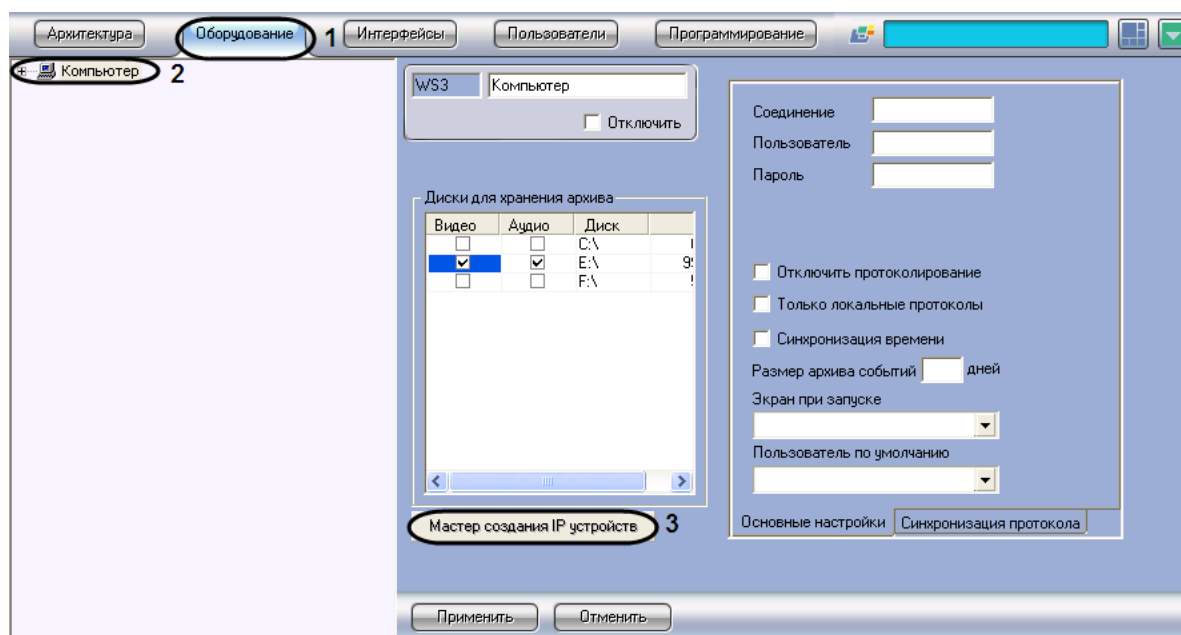 Архитектура Оборудование 1 Интерфейсы Пользователи Программирование
Компьютер 2
WS3 Компьютер
Отключить
Диски для хранения архива
Видео Аудио Диск
C:\
E:\
F:\
Мастер создания IP устройств 3
Соединение
Пользователь
Пароль
Отключить протоколирование
Только локальные протоколы
Синхронизация времени
Размер архива событий дней
Экран при запуске
Пользователь по умолчанию
Основные настройки Синхронизация протокола
Применить Отменить